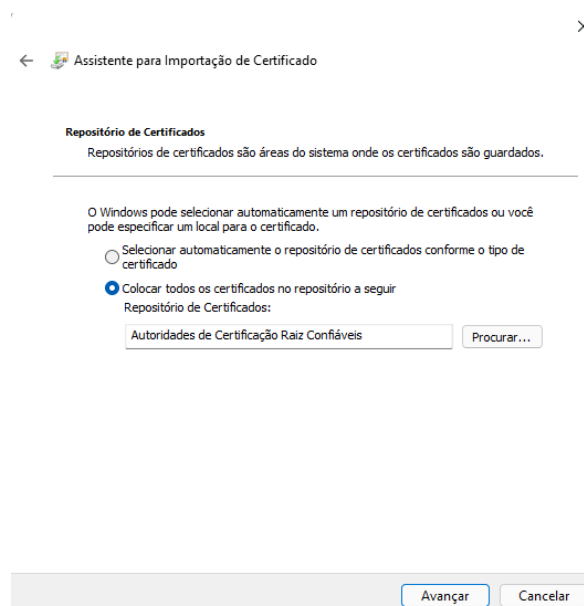 Assistente para Importação de Certificado
Repositório de Certificados
Repositórios de certificados são áreas do sistema onde os certificados são guardados.
O Windows pode selecionar automaticamente um repositório de certificados ou você
pode especificar um local para o certificado.
Selecionar automaticamente o repositório de certificados conforme o tipo de
certificado
Colocar todos os certificados no repositório a seguir
Repositório de Certificados:
Autoridades de Certificação Raiz Confiáveis
Procurar...
Avançar
Cancelar